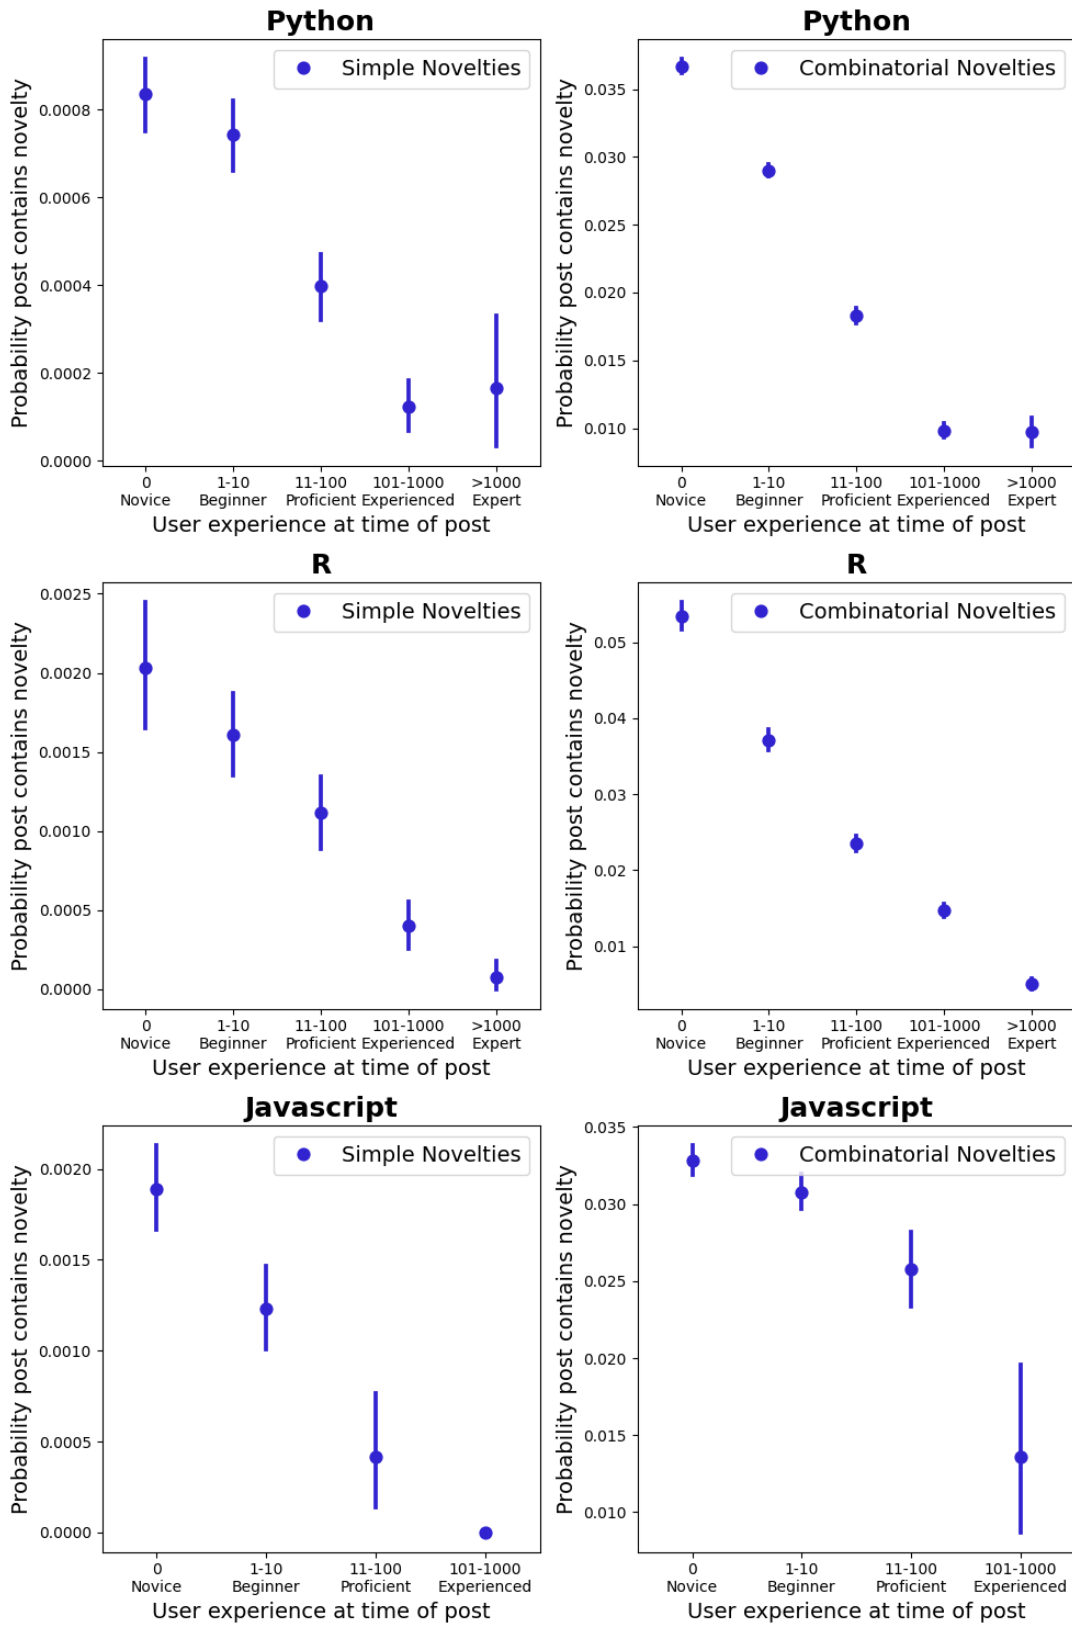 Python
Simple Novelties
Probability post contains novelty
0.0008
0.0006
0.0004
0.0002
0.0000
0 1-10 11-100 101-1000 >1000
Novice Beginner Proficient Experienced Expert
User experience at time of post
Python
Combinatorial Novelties
Probability post contains novelty
0.035
0.030
0.025
0.020
0.015
0.010
0 1-10 11-100 101-1000 >1000
Novice Beginner Proficient Experienced Expert
User experience at time of post
R
Simple Novelties
Probability post contains novelty
0.0025
0.0020
0.0015
0.0010
0.0005
0.0000
0 1-10 11-100 101-1000 >1000
Novice Beginner Proficient Experienced Expert
User experience at time of post
R
Combinatorial Novelties
Probability post contains novelty
0.05
0.04
0.03
0.02
0.01
0 1-10 11-100 101-1000 >1000
Novice Beginner Proficient Experienced Expert
User experience at time of post
Javascript
Simple Novelties
Probability post contains novelty
0.0020
0.0015
0.0010
0.0005
0.0000
0 1-10 11-100 101-1000
Novice Beginner Proficient Experienced
User experience at time of post
Javascript
Combinatorial Novelties
Probability post contains novelty
0.035
0.030
0.025
0.020
0.015
0.010
0 1-10 11-100 101-1000
Novice Beginner Proficient Experienced
User experience at time of post